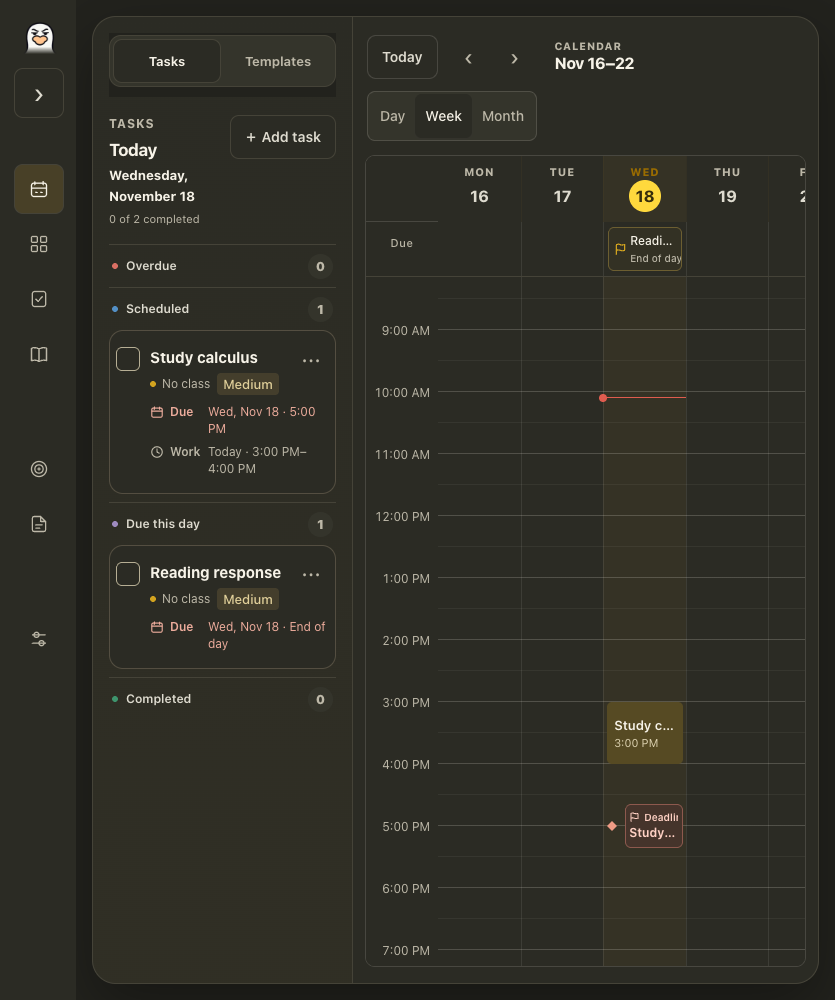 Tasks
Templates
TASKS
Today
Wednesday,
November 18
0 of 2 completed
+ Add task
Overdue
0
Scheduled
1
Study calculus
No class
Medium
Due
Wed, Nov 18 · 5:00
PM
Work
Today · 3:00 PM–
4:00 PM
Due this day
1
Reading response
No class
Medium
Due
Wed, Nov 18 · End of
day
Completed
0
Today
CALENDAR
Nov 16–22
Day
Week
Month
MON
16
TUE
17
WED
18
THU
19
F
2
Due
Readi...
End of day
9:00 AM
10:00 AM
11:00 AM
12:00 PM
1:00 PM
2:00 PM
3:00 PM
Study c...
3:00 PM
4:00 PM
Deadlin
Study...
5:00 PM
6:00 PM
7:00 PM